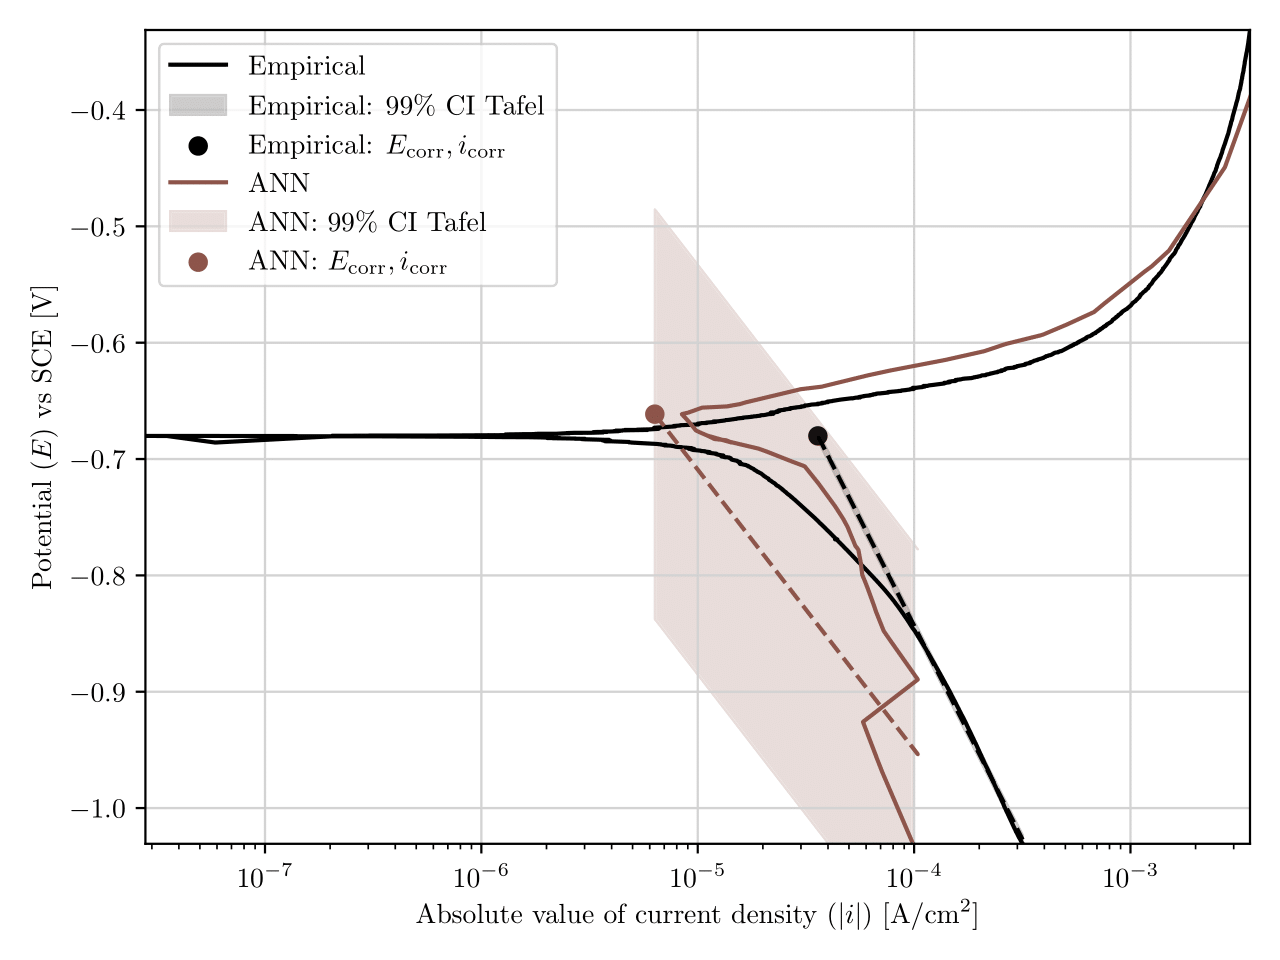 Empirical
Empirical: 99% CI Tafel
Empirical: E_corr, i_corr
ANN
ANN: 99% CI Tafel
ANN: E_corr, i_corr
−0.4
−0.5
−0.6
−0.7
−0.8
−0.9
−1.0
Potential (E) vs SCE [V]
10⁻⁷ 10⁻⁶ 10⁻⁵ 10⁻⁴ 10⁻³
Absolute value of current density (|i|) [A/cm²]